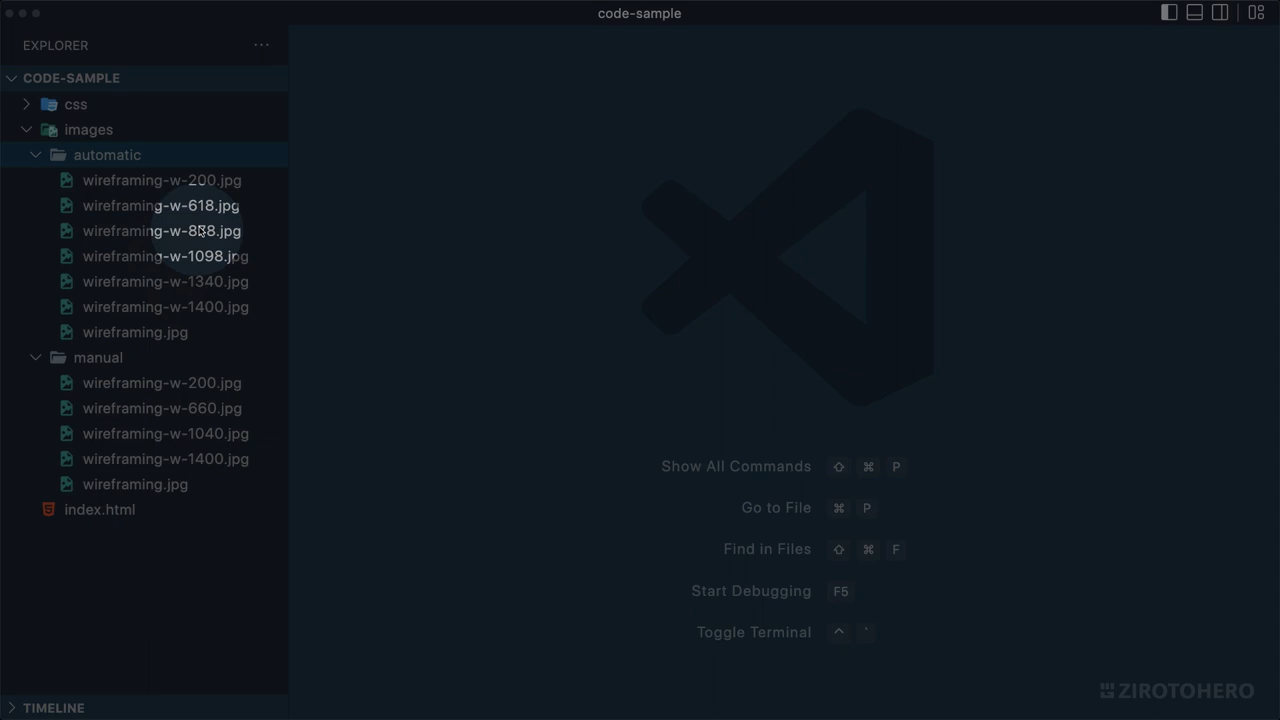 code-sample
EXPLORER
CODE-SAMPLE
css
images
automatic
wireframing-w-200.jpg
wireframing-w-618.jpg
wireframing-w-1098.jpg
wireframing-w-1340.jpg
wireframing-w-1400.jpg
wireframing.jpg
manual
wireframing-w-200.jpg
wireframing-w-660.jpg
wireframing-w-1040.jpg
wireframing-w-1400.jpg
wireframing.jpg
index.html
TIMELINE
Show All Commands ⇧ ⌘ P
Go to File ⌘ P
Find in Files ⇧ ⌘ F
Start Debugging F5
Toggle Terminal ^ `
ZIROTOHERO